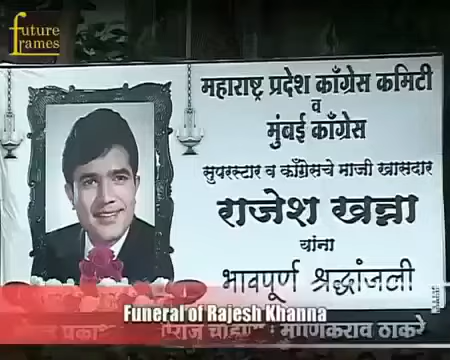 future
frames
महाराष्ट्र प्रदेश काँग्रेस कमिटी
व
मुंबई काँग्रेस
सुपरस्टार व काँग्रेसचे माजी खासदार
राजेश खन्ना
यांना
भावपूर्ण श्रद्धांजली
Funeral of Rajesh Khanna
माणिकराव ठाकरे